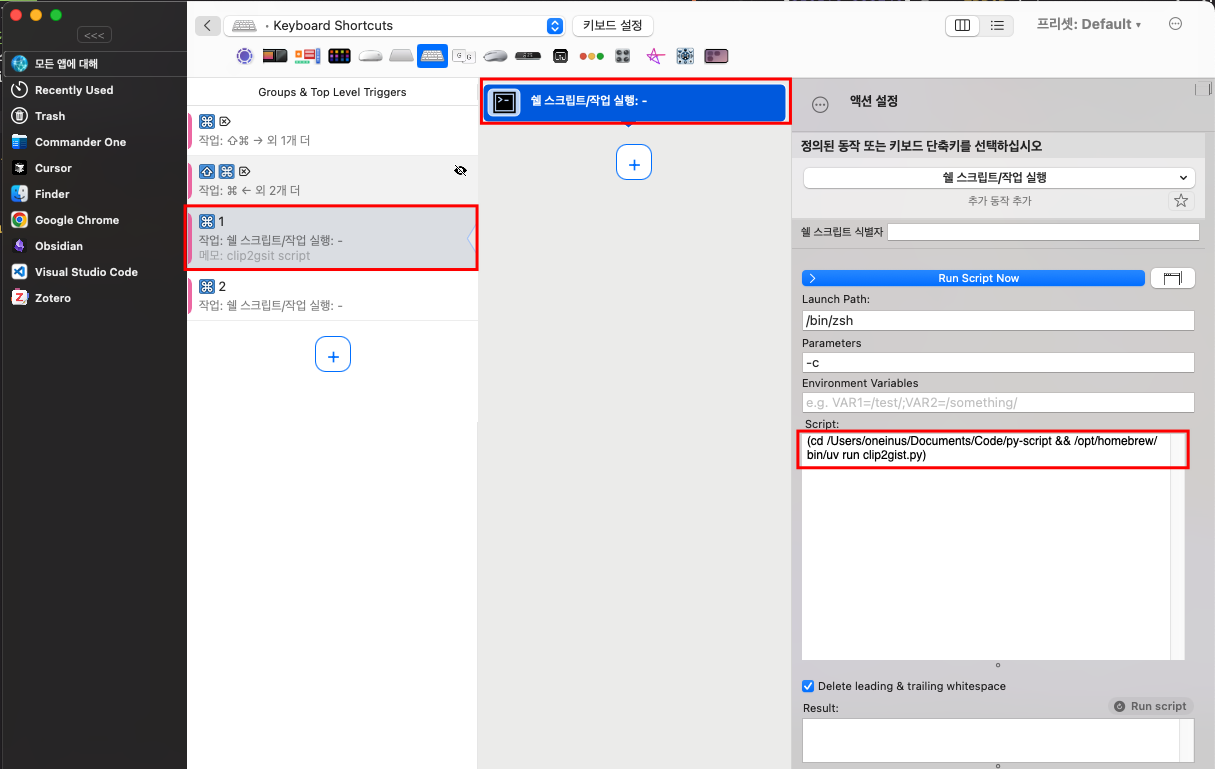 <<<
모든 앱에 대해
Recently Used
Trash
Commander One
Cursor
Finder
Google Chrome
Obsidian
Visual Studio Code
Zotero
• Keyboard Shortcuts
키보드 설정
프리셋: Default ▾
Groups & Top Level Triggers
⌘ ⌦
작업: ⇧⌘ → 외 1개 더
⇧ ⌘ ⌦
작업: ⌘ ← 외 2개 더
⌘ 1
작업: 쉘 스크립트/작업 실행: -
메모: clip2gsit script
⌘ 2
작업: 쉘 스크립트/작업 실행: -
+
쉘 스크립트/작업 실행: -
+
액션 설정
정의된 동작 또는 키보드 단축키를 선택하십시오
쉘 스크립트/작업 실행
추가 동작 추가
쉘 스크립트 식별자
Run Script Now
Launch Path:
/bin/zsh
Parameters
-c
Environment Variables
e.g. VAR1=/test/;VAR2=/something/
Script:
(cd /Users/oneinus/Documents/Code/py-script && /opt/homebrew/
bin/uv run clip2gist.py)
Delete leading & trailing whitespace
Result:
Run script